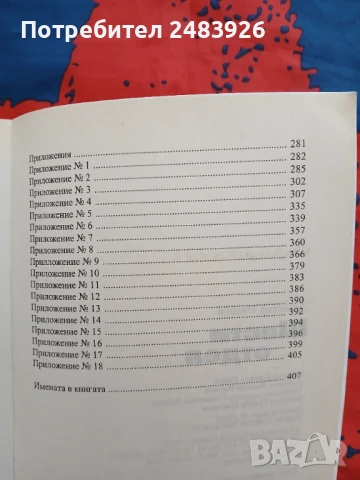 Потребител 2483926
Приложения 281
Приложение № 1 282
Приложение № 2 285
Приложение № 3 302
Приложение № 4 307
Приложение № 5 335
Приложение № 6 339
Приложение № 7 357
Приложение № 8 360
Прилложение № 9 366
Приложение № 10 379
Приложение № 11 383
Приложение № 12 386
Приложение № 13 390
Приложение № 14 392
Приложение № 15 394
Приложение № 16 396
Приложение № 17 399
Приложение № 18 405
Имената в книгата 407
BAZAR